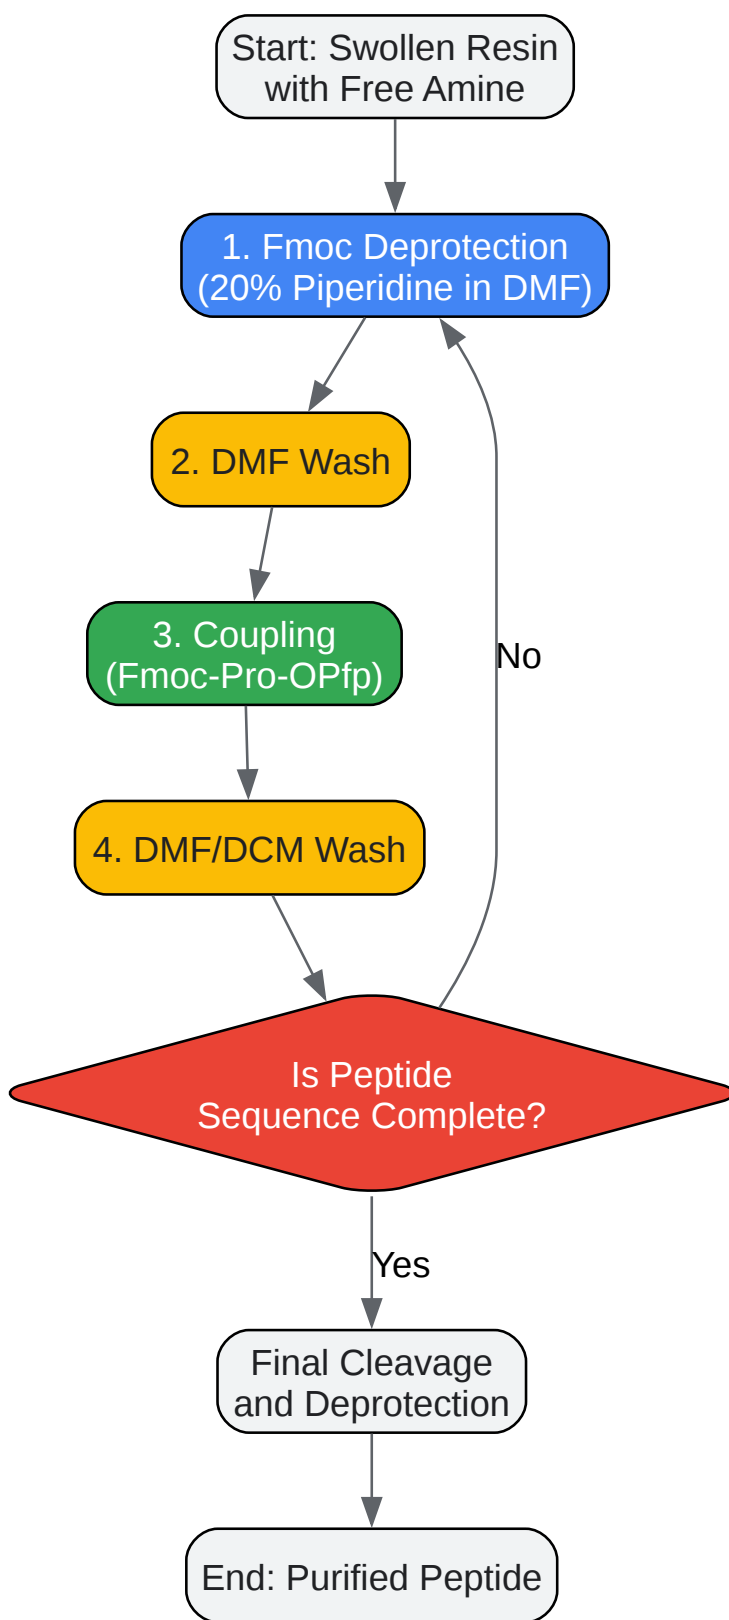 Start: Swollen Resin
with Free Amine
1. Fmoc Deprotection
(20% Piperidine in DMF)
2. DMF Wash
3. Coupling
(Fmoc-Pro-OPfp)
No
4. DMF/DCM Wash
Is Peptide
Sequence Complete?
Yes
Final Cleavage
and Deprotection
End: Purified Peptide